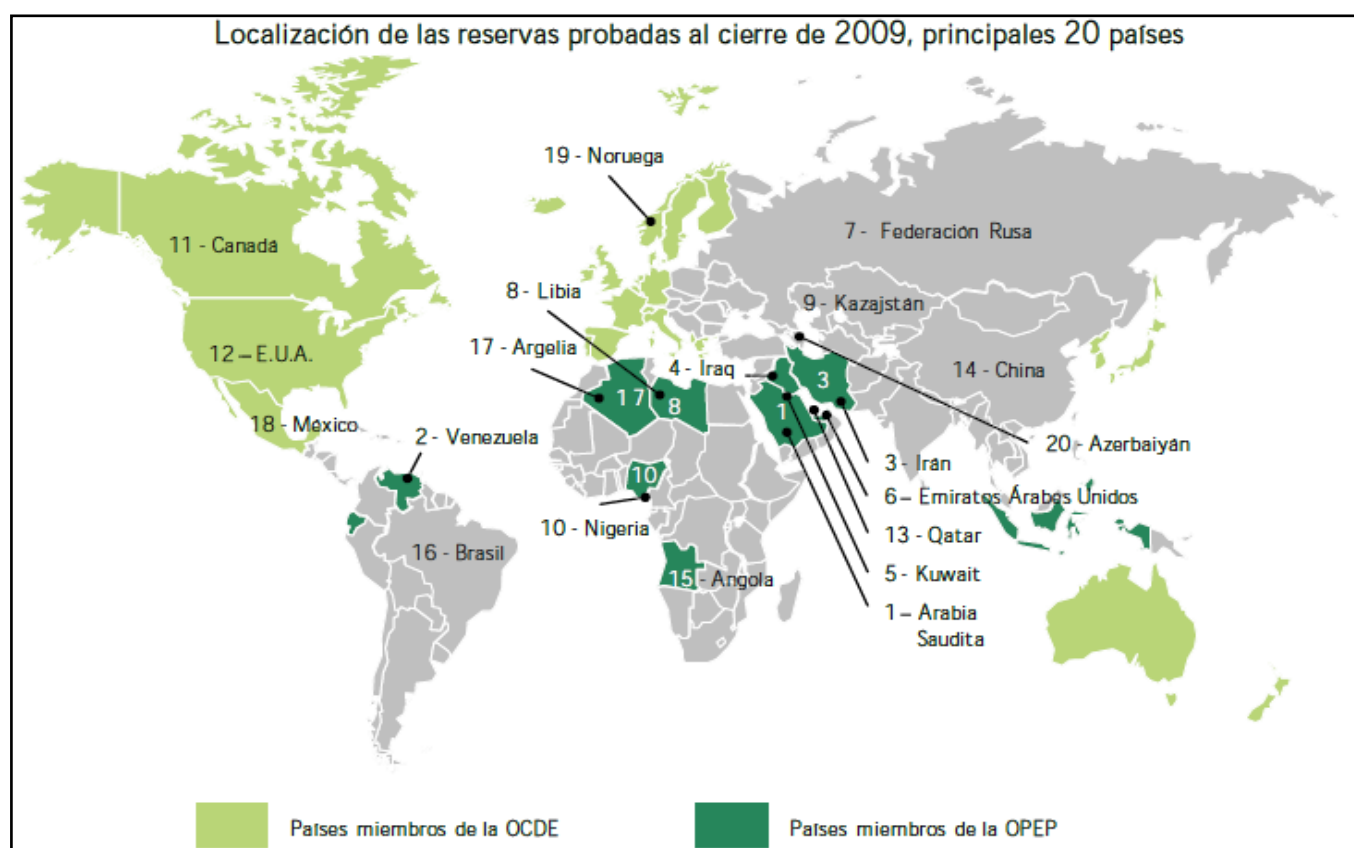 Localización de las reservas probadas al cierre de 2009, principales 20 países
19 - Noruega
11 - Canadá
7 - Federación Rusa
8 - Libia
9 - Kazajstán
12 – E.U.A.
17 - Argelia
4 - Iraq
14 - China
3
17
8
1
18 - México
2 - Venezuela
20 - Azerbaiyán
3 - Irán
10
6 – Emiratos Árabes Unidos
10 - Nigeria
13 - Qatar
16 - Brasil
5 - Kuwait
15 - Angola
1 – Arabia
Saudita
Países miembros de la OCDE
Países miembros de la OPEP